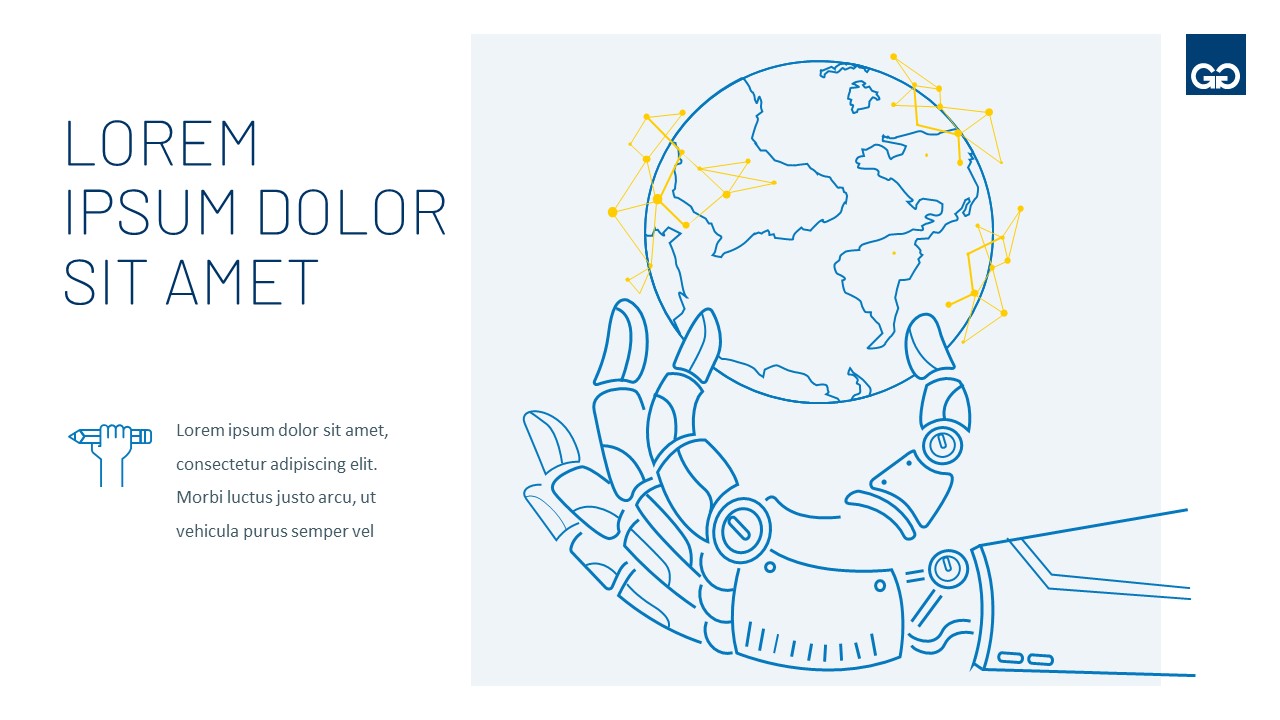 LOREM
IPSUM DOLOR
SIT AMET
Lorem ipsum dolor sit amet,
consectetur adipiscing elit.
Morbi luctus justo arcu, ut
vehicula purus semper vel
GG